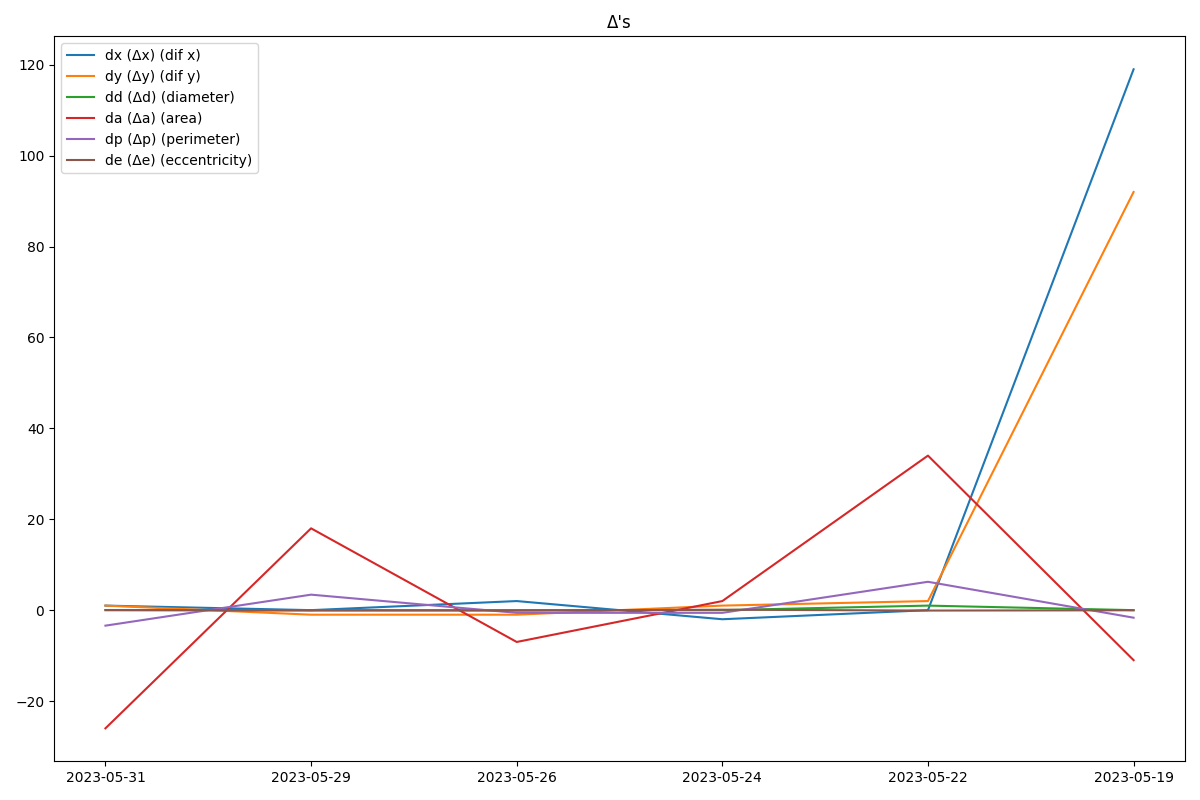 Δ's
dx (Δx) (dif x)
dy (Δy) (dif y)
dd (Δd) (diameter)
da (Δa) (area)
dp (Δp) (perimeter)
de (Δe) (eccentricity)
120
100
80
60
40
20
0
−20
2023-05-31 2023-05-29 2023-05-26 2023-05-24 2023-05-22 2023-05-19